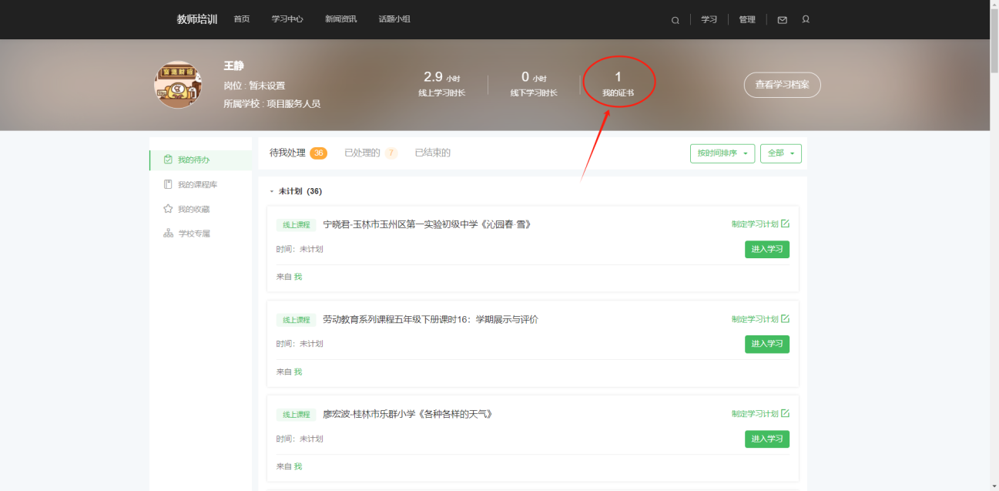 教师培训 首页 学习中心 新闻资讯 话题小组 学习 管理
王静
岗位 : 暂未设置
所属学校 : 项目服务人员
2.9 小时 0 小时 1
线上学习时长 线下学习时长 我的证书
查看学习档案
我的待办
我的课程库
我的收藏
学校专属
待我处理 36 已处理的 7 已结束的 按时间排序 全部
未计划 (36)
线上课程 宁晓君-玉林市玉州区第一实验初级中学《沁园春·雪》 制定学习计划
时间：未计划 进入学习
来自 我
线上课程 劳动教育系列课程五年级下册课时16：学期展示与评价 制定学习计划
时间：未计划 进入学习
来自 我
线上课程 廖宏波-桂林市乐群小学《各种各样的天气》 制定学习计划
时间：未计划 进入学习
来自 我